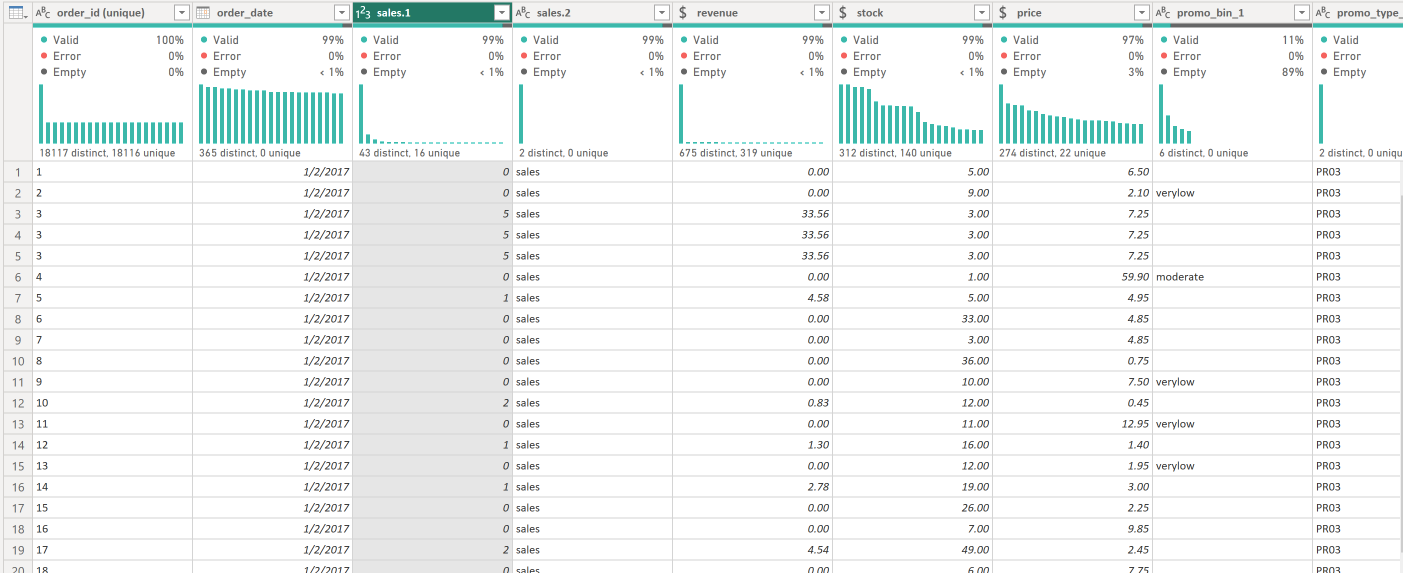 ABC order_id (unique) order_date 123 sales.1 ABC sales.2 $ revenue $ stock $ price ABC promo_bin_1 ABC promo_type_
Valid 100% Valid 99% Valid 99% Valid 99% Valid 99% Valid 99% Valid 97% Valid 11% Valid
Error 0% Error 0% Error 0% Error 0% Error 0% Error 0% Error 0% Error 0% Error
Empty 0% Empty < 1% Empty < 1% Empty < 1% Empty < 1% Empty < 1% Empty 3% Empty 89% Empty
18117 distinct, 18116 unique 365 distinct, 0 unique 43 distinct, 16 unique 2 distinct, 0 unique 675 distinct, 319 unique 312 distinct, 140 unique 274 distinct, 22 unique 6 distinct, 0 unique 2 distinct, 0 uniqu
1 1 1/2/2017 0 sales 0.00 5.00 6.50 PR03
2 2 1/2/2017 0 sales 0.00 9.00 2.10 verylow PR03
3 3 1/2/2017 5 sales 33.56 3.00 7.25 PR03
4 3 1/2/2017 5 sales 33.56 3.00 7.25 PR03
5 3 1/2/2017 5 sales 33.56 3.00 7.25 PR03
6 4 1/2/2017 0 sales 0.00 1.00 59.90 moderate PR03
7 5 1/2/2017 1 sales 4.58 5.00 4.95 PR03
8 6 1/2/2017 0 sales 0.00 33.00 4.85 PR03
9 7 1/2/2017 0 sales 0.00 3.00 4.85 PR03
10 8 1/2/2017 0 sales 0.00 36.00 0.75 PR03
11 9 1/2/2017 0 sales 0.00 10.00 7.50 verylow PR03
12 10 1/2/2017 2 sales 0.83 12.00 0.45 PR03
13 11 1/2/2017 0 sales 0.00 11.00 12.95 verylow PR03
14 12 1/2/2017 1 sales 1.30 16.00 1.40 PR03
15 13 1/2/2017 0 sales 0.00 12.00 1.95 verylow PR03
16 14 1/2/2017 1 sales 2.78 19.00 3.00 PR03
17 15 1/2/2017 0 sales 0.00 26.00 2.25 PR03
18 16 1/2/2017 0 sales 0.00 7.00 9.85 PR03
19 17 1/2/2017 2 sales 4.54 49.00 2.45 PR03
20 18 1/2/2017 0 sales 0.00 6.00 7.75 PR03